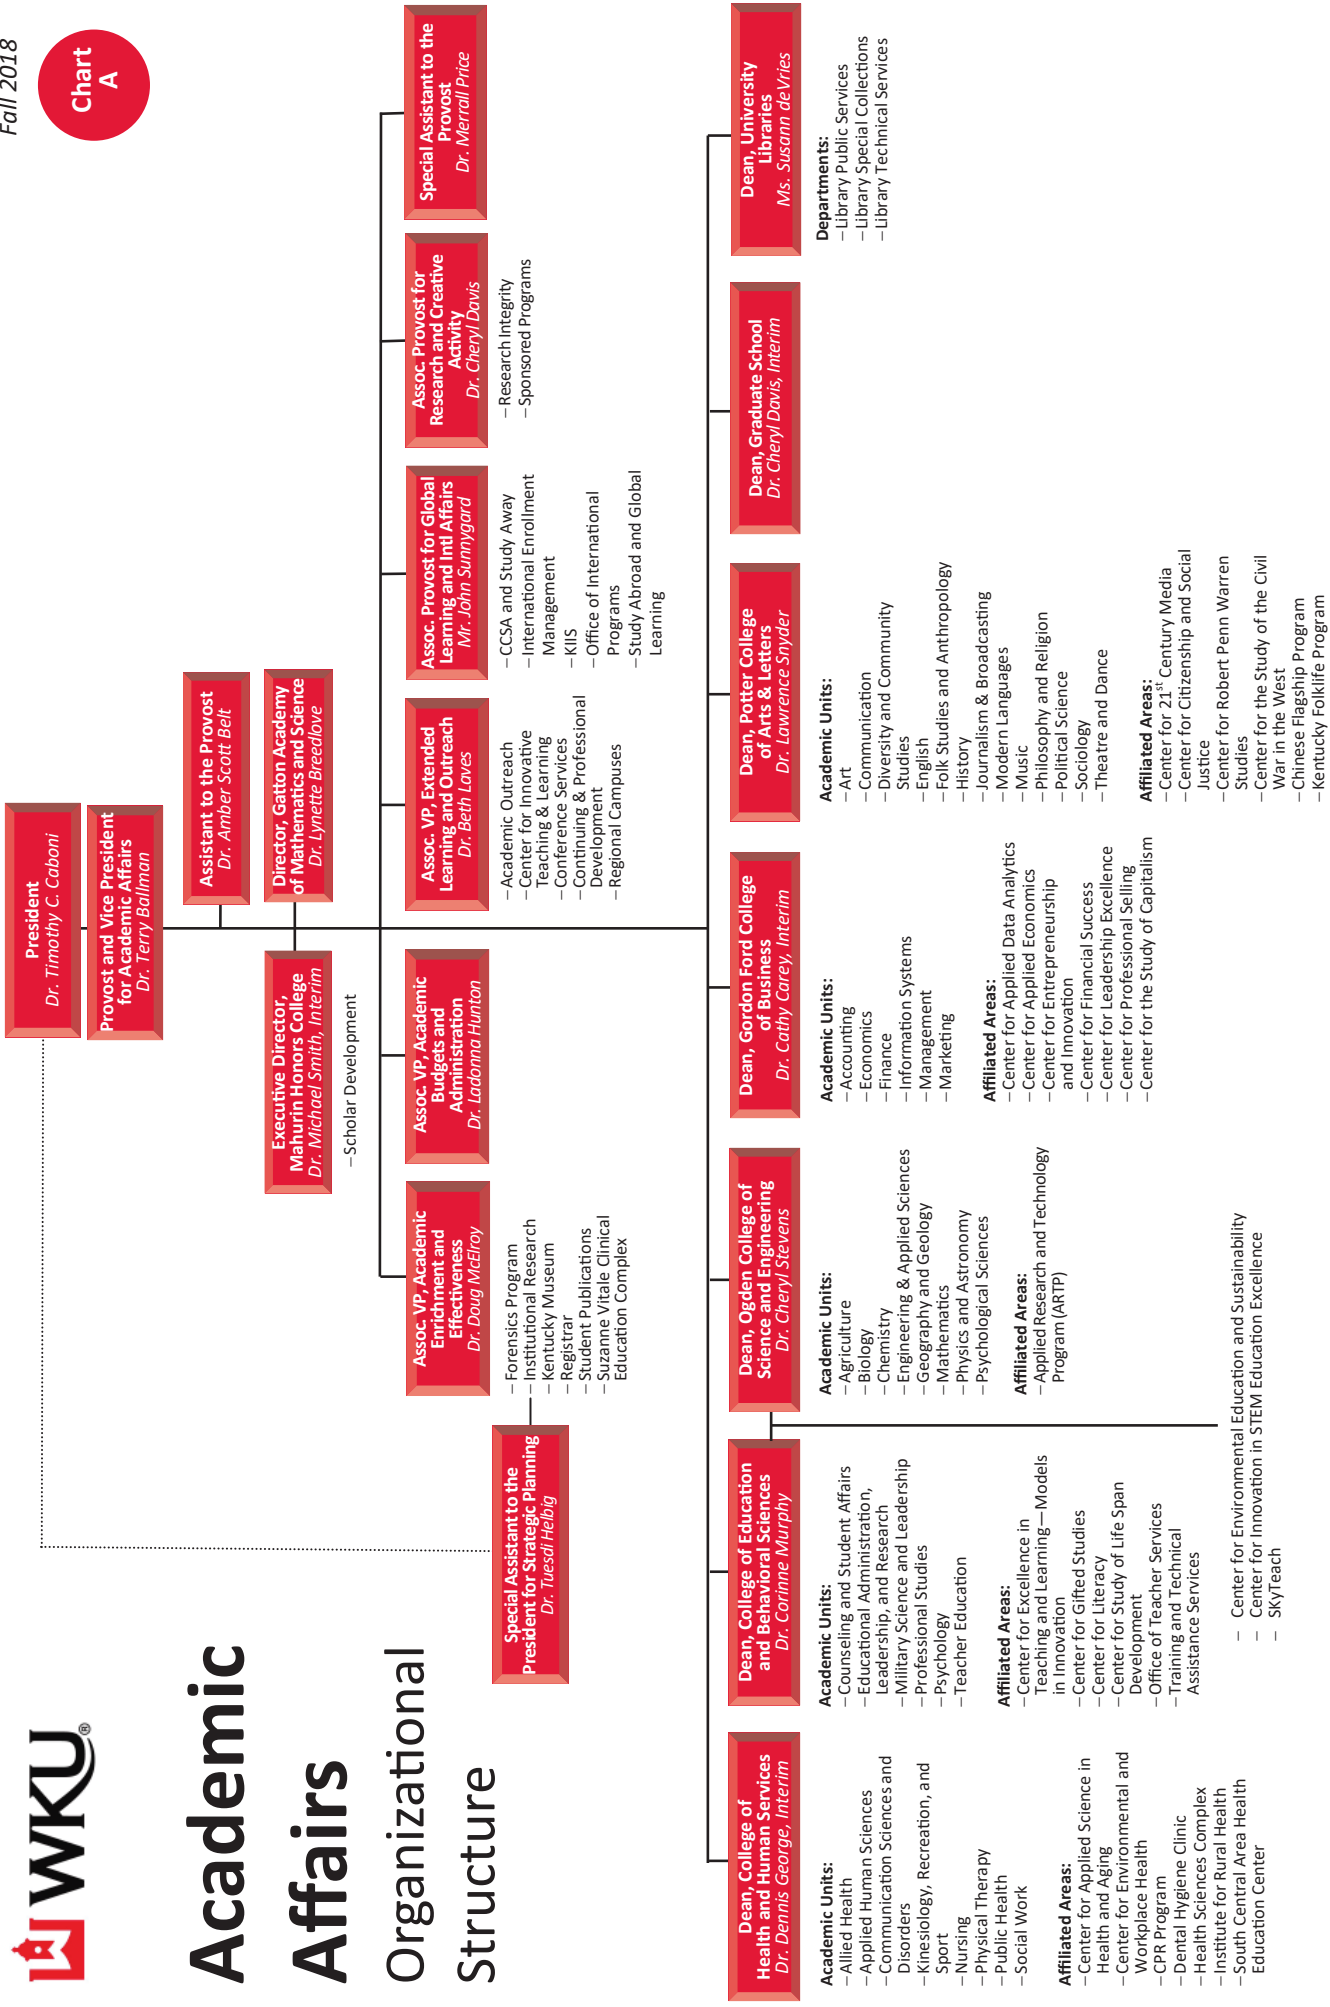 WKU®
Academic
Affairs
Organizational
Structure
Fall 2018
Chart
A
President
Dr. Timothy C. Caboni
Provost and Vice President
for Academic Affairs
Dr. Terry Ballman
Assistant to the Provost
Dr. Amber Scott Belt
Executive Director,
Mahurin Honors College
Dr. Michael Smith, Interim
– Scholar Development
Director, Gatton Academy
of Mathematics and Science
Dr. Lynette Breedlove
Special Assistant to the
President for Strategic Planning
Dr. Tuesdi Helbig
Assoc. VP, Academic
Enrichment and
Effectiveness
Dr. Doug McElroy
– Forensics Program
– Institutional Research
– Kentucky Museum
– Registrar
– Student Publications
– Suzanne Vitale Clinical
Education Complex
Assoc. VP, Academic
Budgets and
Administration
Dr. Ladonna Hunton
Assoc. VP, Extended
Learning and Outreach
Dr. Beth Laves
– Academic Outreach
– Center for Innovative
Teaching & Learning
– Conference Services
– Continuing & Professional
Development
– Regional Campuses
Assoc. Provost for Global
Learning and Intl Affairs
Mr. John Sunnygard
– CCSA and Study Away
– International Enrollment
Management
– KIIS
– Office of International
Programs
– Study Abroad and Global
Learning
Assoc. Provost for
Research and Creative
Activity
Dr. Cheryl Davis
– Research Integrity
– Sponsored Programs
Special Assistant to the
Provost
Dr. Merrall Price
Dean, College of
Health and Human Services
Dr. Dennis George, Interim
Academic Units:
– Allied Health
– Applied Human Sciences
– Communication Sciences and
Disorders
– Kinesiology, Recreation, and
Sport
– Nursing
– Physical Therapy
– Public Health
– Social Work
Affiliated Areas:
– Center for Applied Science in
Health and Aging
– Center for Environmental and
Workplace Health
– CPR Program
– Dental Hygiene Clinic
– Health Sciences Complex
– Institute for Rural Health
– South Central Area Health
Education Center
Dean, College of Education
and Behavioral Sciences
Dr. Corinne Murphy
Academic Units:
– Counseling and Student Affairs
– Educational Administration,
Leadership, and Research
– Military Science and Leadership
– Professional Studies
– Psychology
– Teacher Education
Affiliated Areas:
– Center for Excellence in
Teaching and Learning—Models
in Innovation
– Center for Gifted Studies
– Center for Literacy
– Center for Study of Life Span
Development
– Office of Teacher Services
– Training and Technical
Assistance Services
– Center for Environmental Education and Sustainability
– Center for Innovation in STEM Education Excellence
– SKyTeach
Dean, Ogden College of
Science and Engineering
Dr. Cheryl Stevens
Academic Units:
– Agriculture
– Biology
– Chemistry
– Engineering & Applied Sciences
– Geography and Geology
– Mathematics
– Physics and Astronomy
– Psychological Sciences
Affiliated Areas:
– Applied Research and Technology
Program (ARTP)
Dean, Gordon Ford College
of Business
Dr. Cathy Carey, Interim
Academic Units:
– Accounting
– Economics
– Finance
– Information Systems
– Management
– Marketing
Affiliated Areas:
– Center for Applied Data Analytics
– Center for Applied Economics
– Center for Entrepreneurship
and Innovation
– Center for Financial Success
– Center for Leadership Excellence
– Center for Professional Selling
– Center for the Study of Capitalism
Dean, Potter College
of Arts & Letters
Dr. Lawrence Snyder
Academic Units:
– Art
– Communication
– Diversity and Community
Studies
– English
– Folk Studies and Anthropology
– History
– Journalism & Broadcasting
– Modern Languages
– Music
– Philosophy and Religion
– Political Science
– Sociology
– Theatre and Dance
Affiliated Areas:
– Center for 21st Century Media
– Center for Citizenship and Social
Justice
– Center for Robert Penn Warren
Studies
– Center for the Study of the Civil
War in the West
– Chinese Flagship Program
– Kentucky Folklife Program
Dean, Graduate School
Dr. Cheryl Davis, Interim
Dean, University
Libraries
Ms. Susann deVries
Departments:
– Library Public Services
– Library Special Collections
– Library Technical Services